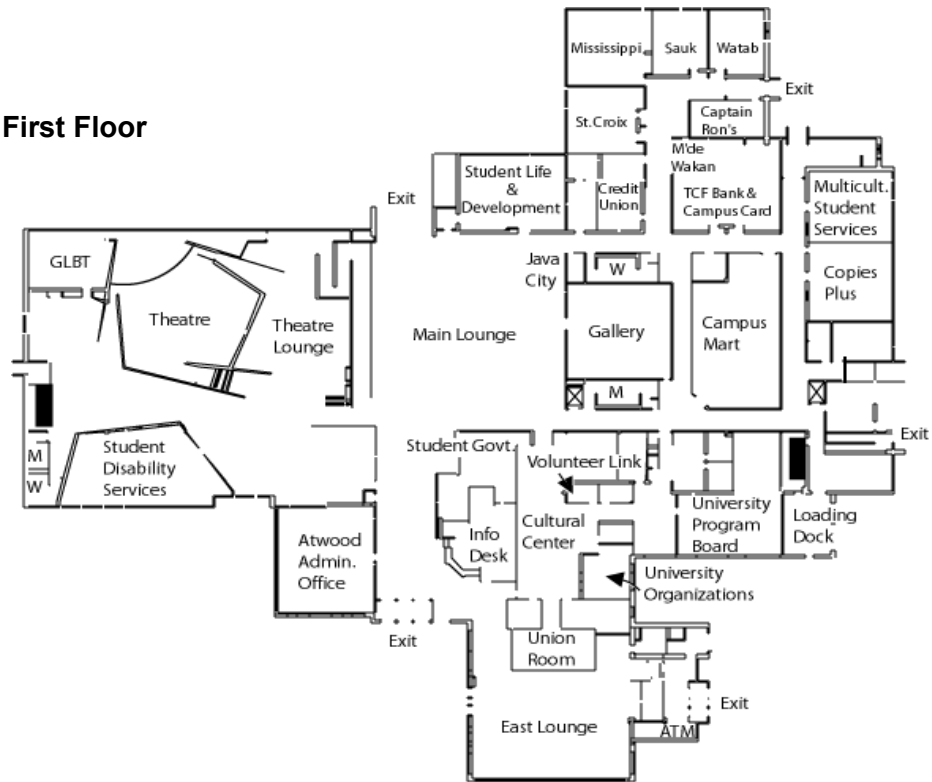 First Floor
Mississippi
Sauk
Watab
Exit
St.Croix
Captain
Ron's
M'de
Wakan
Student Life
&
Development
Credit
Union
TCF Bank &
Campus Card
Multicult.
Student
Services
Exit
GLBT
Java
City
W
Copies
Plus
Theatre
Theatre
Lounge
Main Lounge
Gallery
Campus
Mart
M
Student Govt.
Exit
M
W
Student
Disability
Services
Volunteer Link
Info
Desk
Cultural
Center
University
Program
Board
Loading
Dock
Atwood
Admin.
Office
University
Organizations
Exit
Union
Room
East Lounge
Exit
ATM